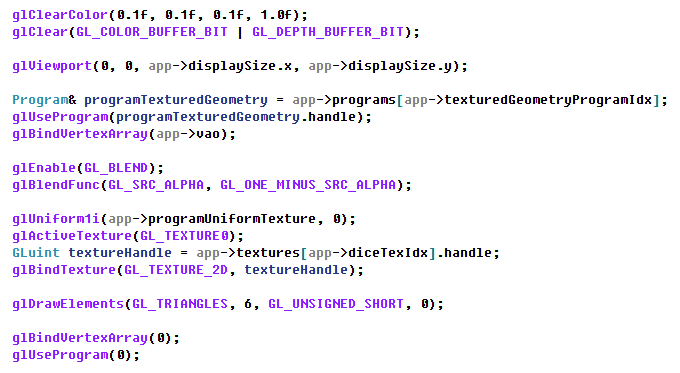 glClearColor(0.1f, 0.1f, 0.1f, 1.0f);
glClear(GL_COLOR_BUFFER_BIT | GL_DEPTH_BUFFER_BIT);
glViewport(0, 0, app->displaySize.x, app->displaySize.y);
Program& programTexturedGeometry = app->programs[app->texturedGeometryProgramIdx];
glUseProgram(programTexturedGeometry.handle);
glBindVertexArray(app->vao);
glEnable(GL_BLEND);
glBlendFunc(GL_SRC_ALPHA, GL_ONE_MINUS_SRC_ALPHA);
glUniform1i(app->programUniformTexture, 0);
glActiveTexture(GL_TEXTURE0);
GLuint textureHandle = app->textures[app->diceTexIdx].handle;
glBindTexture(GL_TEXTURE_2D, textureHandle);
glDrawElements(GL_TRIANGLES, 6, GL_UNSIGNED_SHORT, 0);
glBindVertexArray(0);
glUseProgram(0);